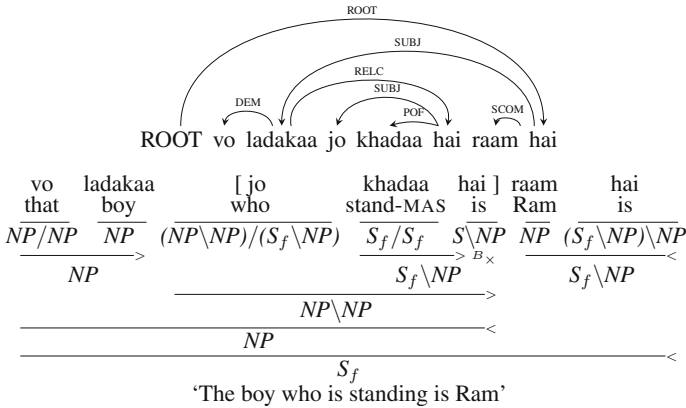 ROOT
SUBJ
RELC
SUBJ
DEM
POF
SCOM
ROOT vo ladakaa jo khadaa hai raam hai
vo ladakaa [ jo khadaa hai ] raam hai
that boy who stand-MAS is Ram is
NP/NP NP (NP\NP)/(S_f\NP) S_f/S_f S\NP NP (S_f\NP)\NP
> > B× <
NP S_f\NP S_f\NP
>
NP\NP
<
NP
<
S_f
'The boy who is standing is Ram'